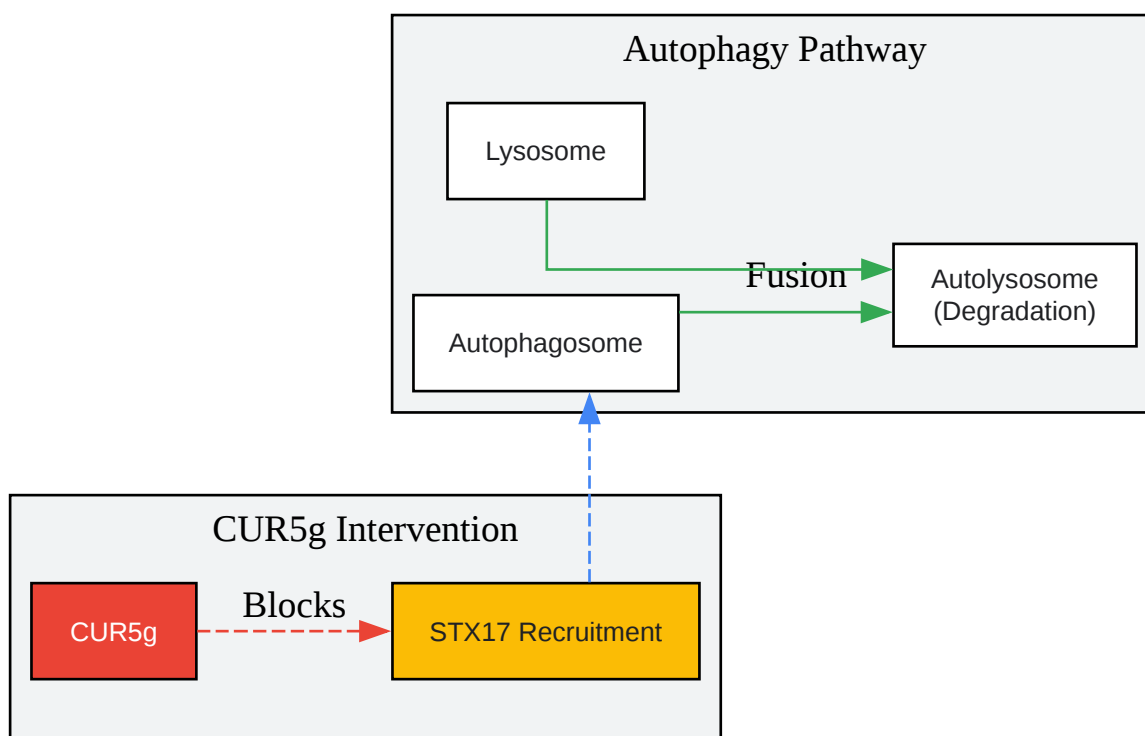 Autophagy Pathway
Lysosome
Fusion
Autolysosome
(Degradation)
Autophagosome
CUR5g Intervention
CUR5g
Blocks
STX17 Recruitment